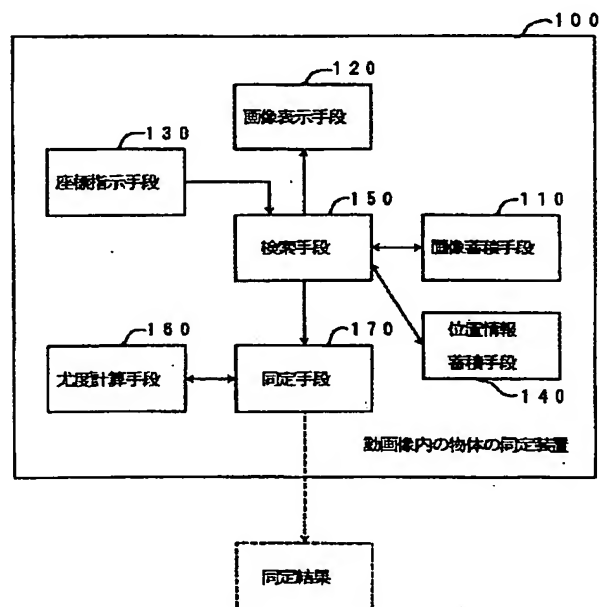 100
120
画像表示手段
130
座標指示手段
150
検索手段
110
画像蓄積手段
160
尤度計算手段
170
同定手段
位置情報
蓄積手段
140
動画像内の物体の同定装置
同定結果